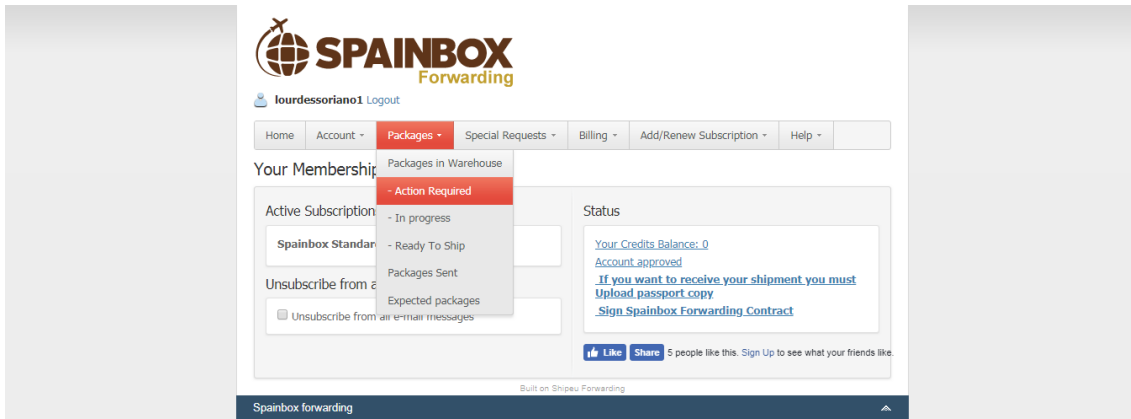 SPAINBOX
Forwarding
lourdessoriano1 Logout
Home Account Packages Special Requests Billing Add/Renew Subscription Help
Your Membership
Packages in Warehouse
- Action Required
- In progress
- Ready To Ship
Packages Sent
Expected packages
Active Subscription
Spainbox Standar
Unsubscribe from a
Unsubscribe from all e-mail messages
Status
Your Credits Balance: 0
Account approved
If you want to receive your shipment you must
Upload passport copy
Sign Spainbox Forwarding Contract
Like Share 5 people like this. Sign Up to see what your friends like.
Built on Shipeu Forwarding
Spainbox forwarding